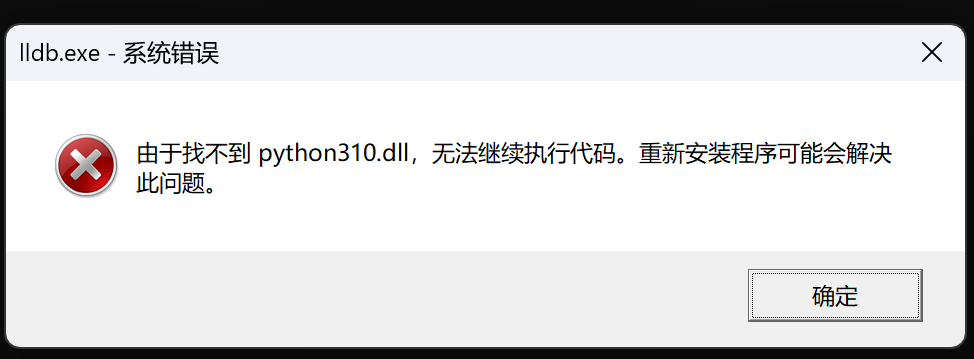 lldb.exe - 系统错误
由于找不到 python310.dll，无法继续执行代码。重新安装程序可能会解决
此问题。
确定